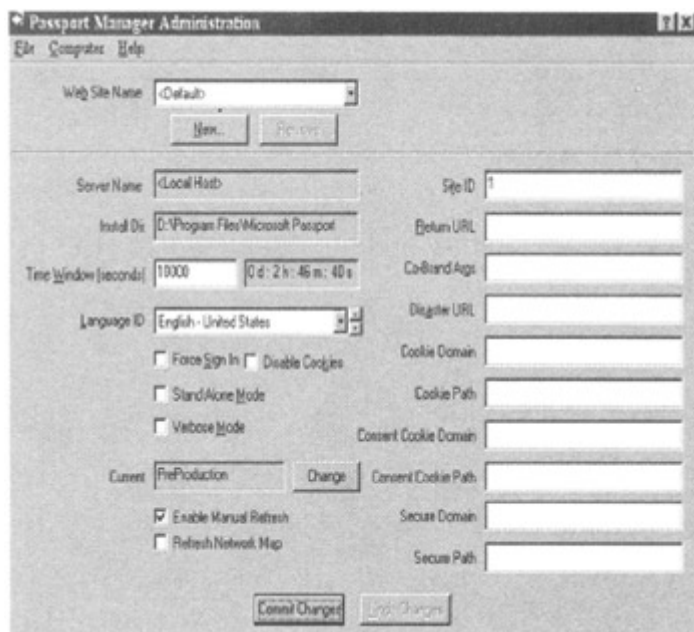 Passport Manager Administration
File Computer Help
Web Site Name <Default>
New... Remove
Server Name <Local Host>
Install Dir D:\Program Files\Microsoft Passport
Time Window (seconds) 10000 0 d : 2 h : 46 m : 40 s
Language ID English - United States
Force Sign In Disable Cookies
Stand Alone Mode
Verbose Mode
Current PreProduction Change
Enable Manual Refresh
Refresh Network Map
Site ID 1
Return URL
Co-Brand Args
Disaster URL
Cookie Domain
Cookie Path
Consent Cookie Domain
Consent Cookie Path
Secure Domain
Secure Path
Commit Changes Undo Changes